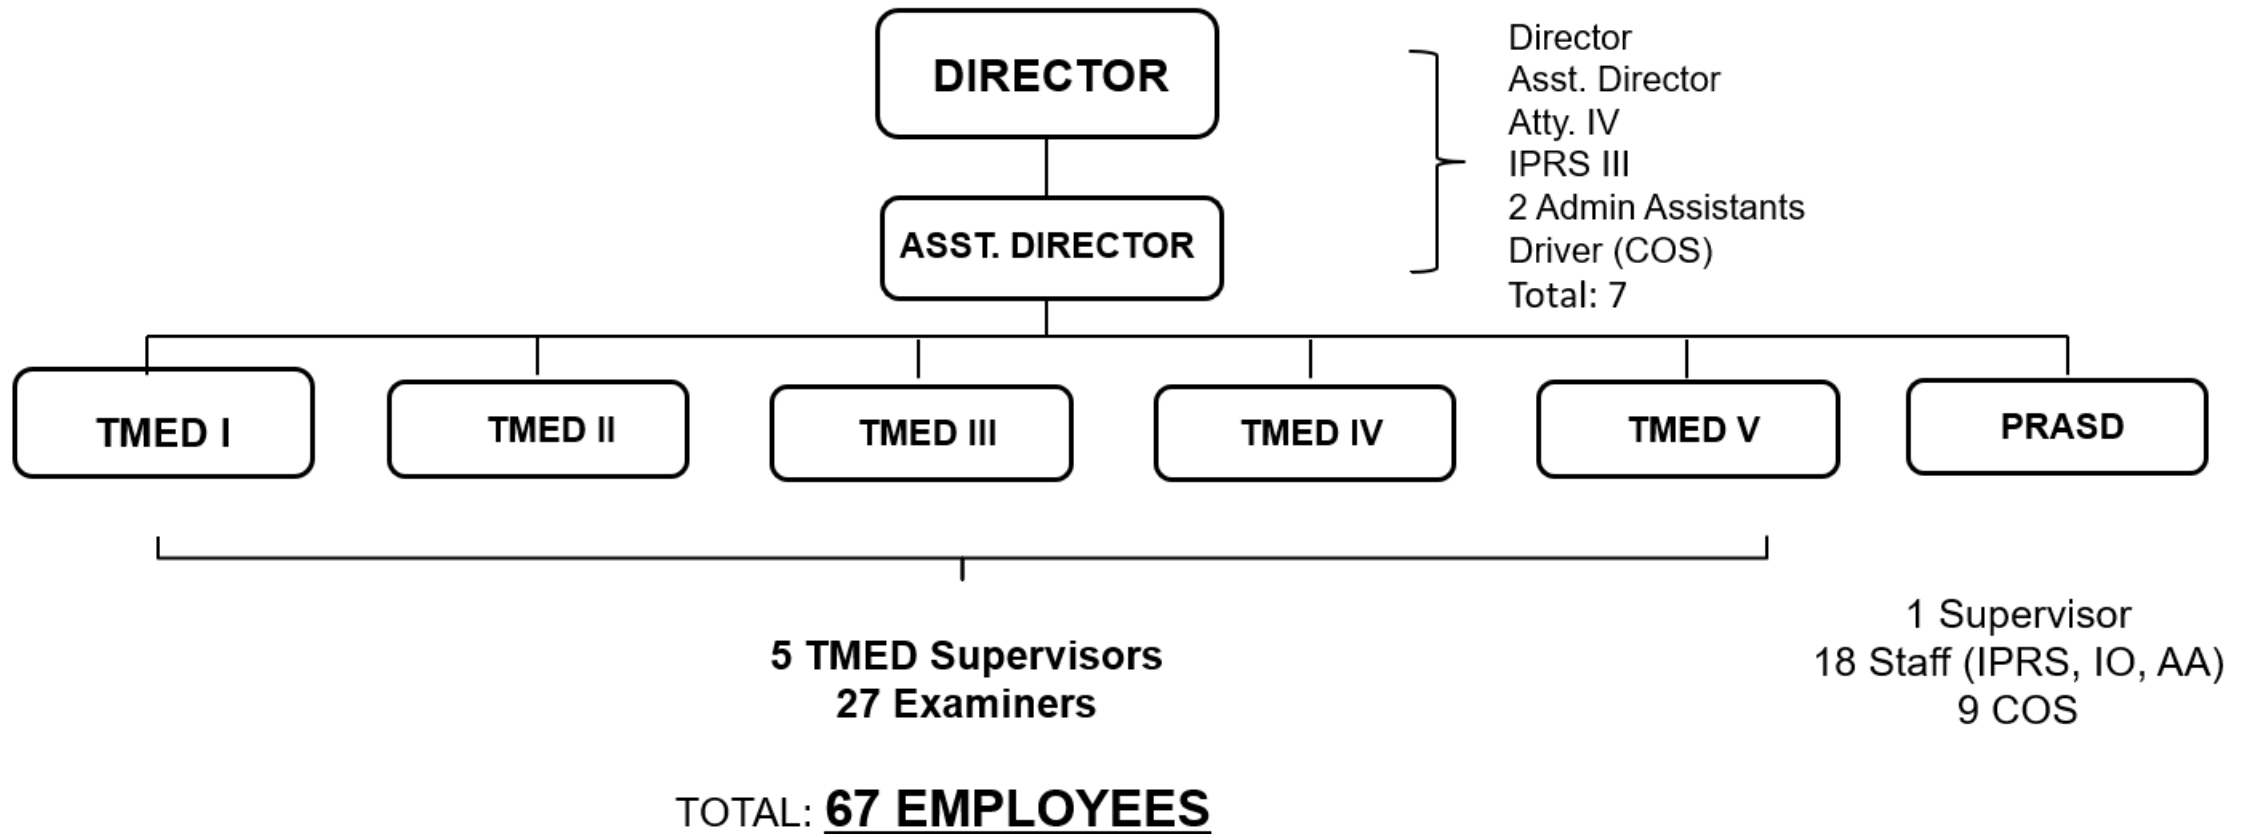 DIRECTOR
Director
Asst. Director
Atty. IV
IPRS III
2 Admin Assistants
Driver (COS)
Total: 7
ASST. DIRECTOR
TMED I
TMED II
TMED III
TMED IV
TMED V
PRASD
5 TMED Supervisors
27 Examiners
1 Supervisor
18 Staff (IPRS, IO, AA)
9 COS
TOTAL: 67 EMPLOYEES